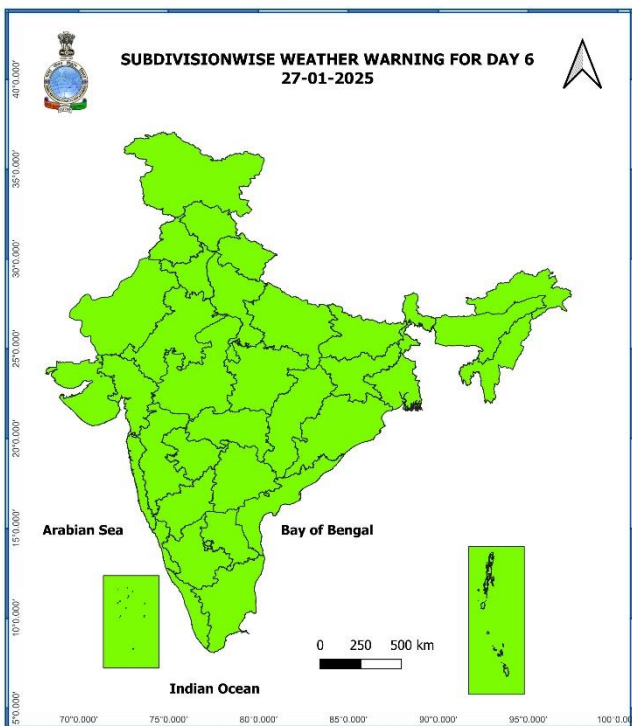 SUBDIVISIONWISE WEATHER WARNING FOR DAY 6
27-01-2025
40°0.000'
35°0.000'
30°0.000'
25°0.000'
20°0.000'
15°0.000'
10°0.000'
5°0.000'
Arabian Sea
Bay of Bengal
0 250 500 km
Indian Ocean
70°0.000' 75°0.000' 80°0.000' 85°0.000' 90°0.000' 95°0.000' 100°0.0